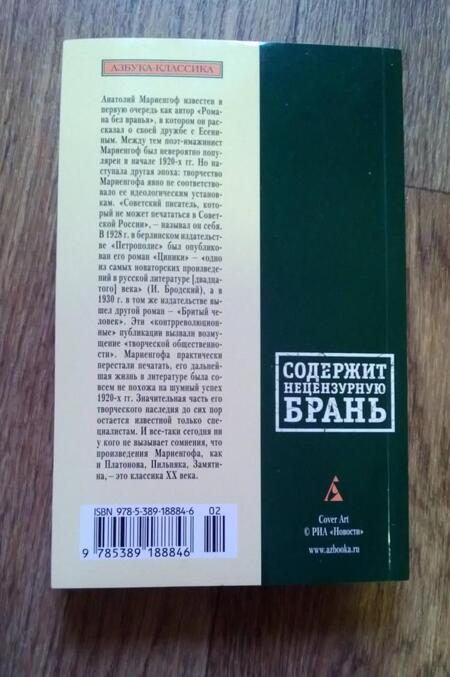 АЗБУКА-КЛАССИКА
Анатолий Мариенгоф известен в
первую очередь как автор «Рома-
на без вранья», в котором он рас-
сказал о своей дружбе с Есени-
ным. Между тем поэт-имажинист
Мариенгоф был невероятно попу-
лярен в начале 1920-х гг. Но на-
ступала другая эпоха: творчество
Мариенгофа явно не соответство-
вало ее идеологическим установ-
кам. «Советский писатель, кото-
рый не может печататься в Совет-
ской России», – называл он себя.
В 1928 г. в берлинском издательст-
ве «Петрополис» был опублико-
ван его роман «Циники» – «одно
из самых новаторских произведе-
ний в русской литературе [двадца-
того] века» (И. Бродский), а в
1930 г. в том же издательстве вы-
шел другой роман – «Бритый че-
ловек». Эти «контрреволюцион-
ные» публикации вызвали возму-
щение «творческой общественно-
сти». Мариенгофа практически
перестали печатать, его дальней-
шая жизнь в литературе была со-
всем не похожа на шумный успех
1920-х гг. Значительная часть его
творческого наследия до сих пор
остается известной только спе-
циалистам. И все-таки сегодня ни
у кого не вызывает сомнения, что
произведения Мариенгофа, как
и Платонова, Пильняка, Замяти-
на, – это классика XX века.
ISBN 978-5-389-18884-6 02
9 785389 188846
СОДЕРЖИТ
НЕЦЕНЗУРНУЮ
БРАНЬ
Cover Art
© РИА «Новости»
www.azbooka.ru